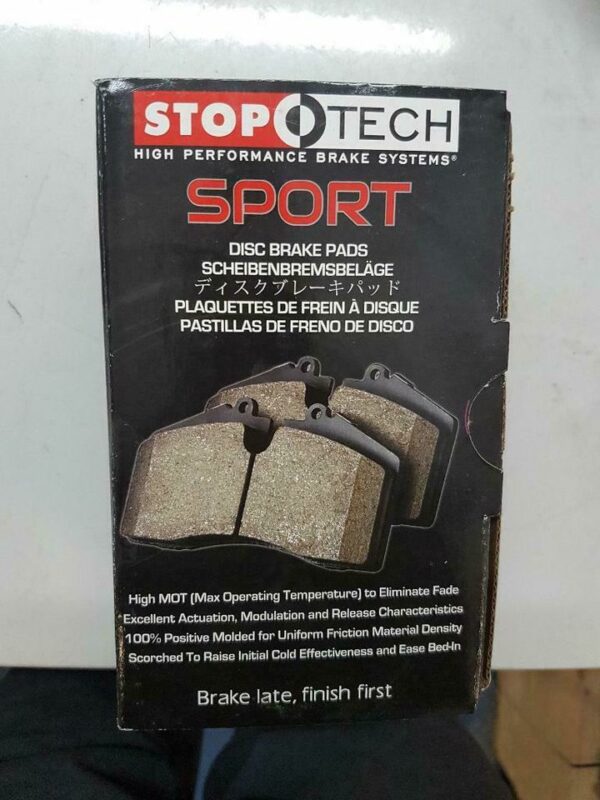 STOPTECH
HIGH PERFORMANCE BRAKE SYSTEMS®
SPORT
DISC BRAKE PADS
SCHEIBENBREMSBELÄGE
ディスクブレーキパッド
PLAQUETTES DE FREIN À DISQUE
PASTILLAS DE FRENO DE DISCO
High MOT (Max Operating Temperature) to Eliminate Fade
Excellent Actuation, Modulation and Release Characteristics
100% Positive Molded for Uniform Friction Material Density
Scorched To Raise Initial Cold Effectiveness and Ease Bed-In
Brake late, finish first